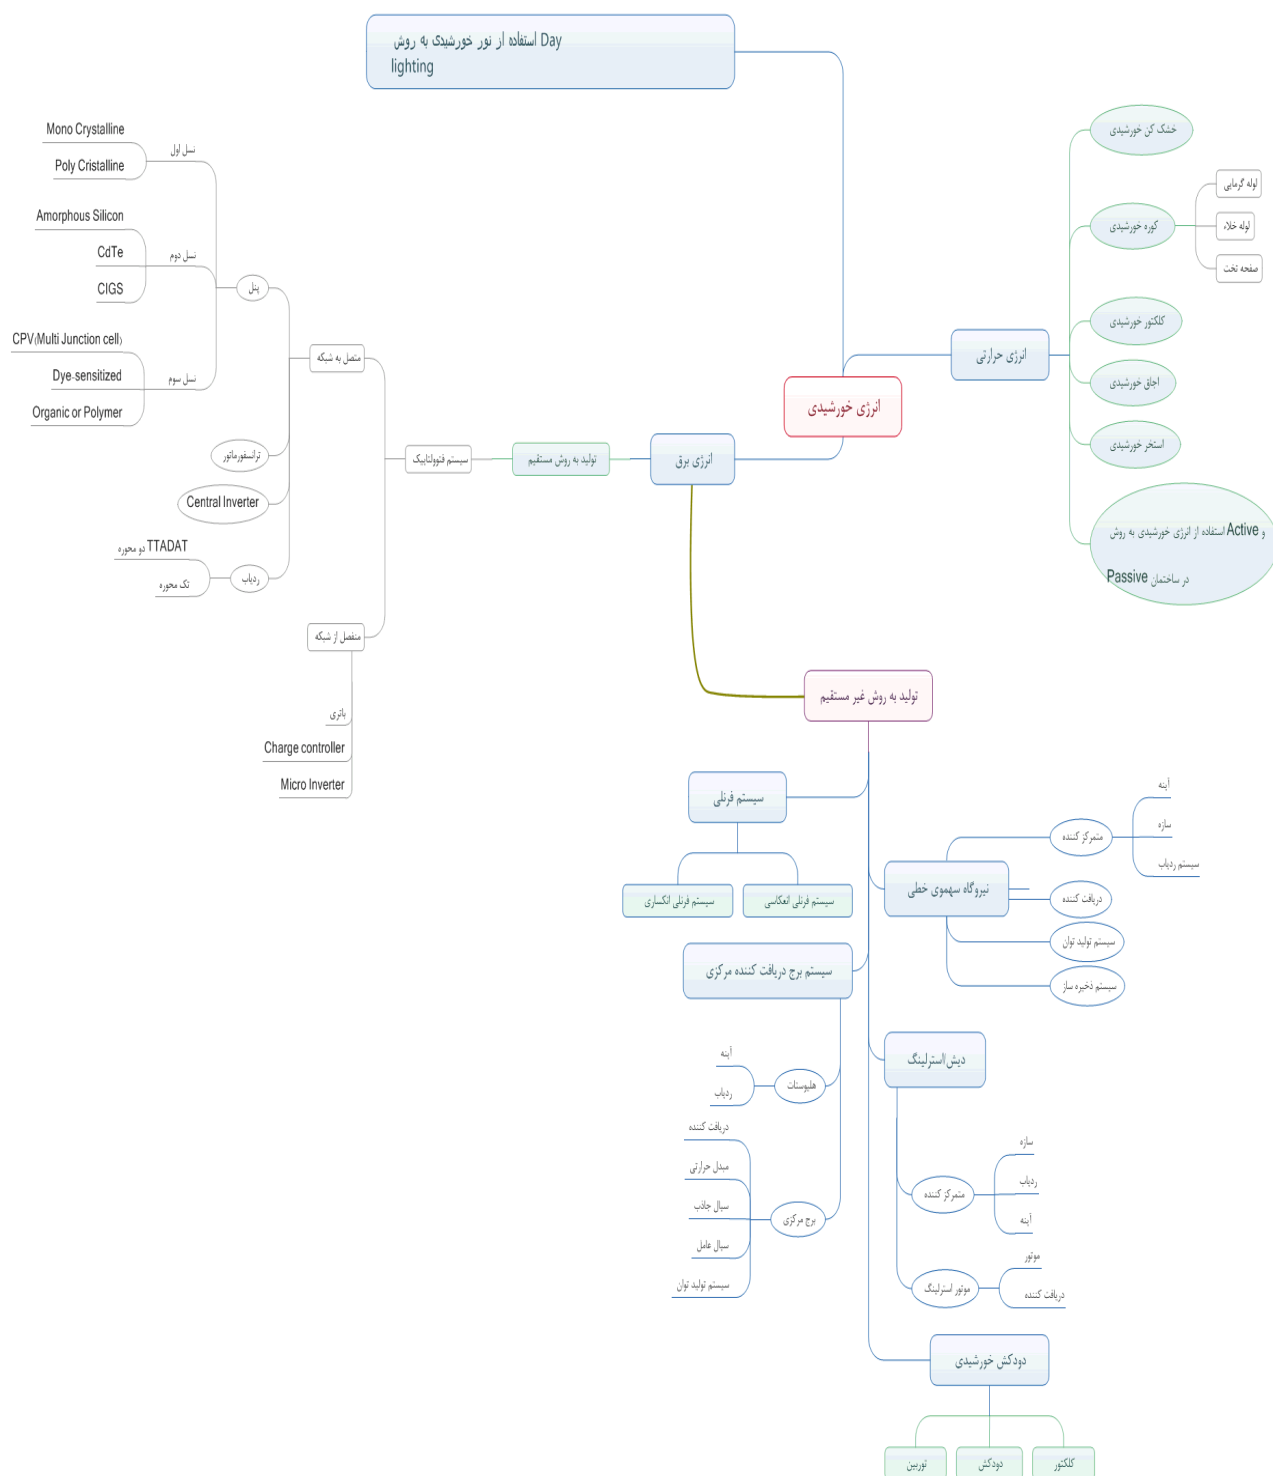 استفاده از نور خورشیدی به روش Day
lighting
خشک کن خورشیدی
کوره خورشیدی
لوله گرمایی
لوله خلاء
صفحه تخت
کلکتور خورشیدی
اجاق خورشیدی
استخر خورشیدی
استفاده از انرژی خورشیدی به روش Active و
Passive در ساختمان
انرژی حرارتی
انرژی خورشیدی
انرژی برق
تولید به روش مستقیم
سیستم فتوولتاییک
متصل به شبکه
پنل
نسل اول
Mono Crystalline
Poly Cristalline
نسل دوم
Amorphous Silicon
CdTe
CIGS
نسل سوم
CPV(Multi Junction cell)
Dye-sensitized
Organic or Polymer
ترانسفورماتور
Central Inverter
ردیاب
TTADAT دو محوره
تک محوره
منفصل از شبکه
باتری
Charge controller
Micro Inverter
تولید به روش غیر مستقیم
سیستم فرنلی
سیستم فرنلی انعکاسی
سیستم فرنلی انکساری
نیروگاه سهموی خطی
متمرکز کننده
آینه
سازه
سیستم ردیاب
دریافت کننده
سیستم تولید توان
سیستم ذخیره ساز
سیستم برج دریافت کننده مرکزی
هلیوستات
آینه
ردیاب
برج مرکزی
دریافت کننده
مبدل حرارتی
سیال جاذب
سیال عامل
سیستم تولید توان
دیش/استرلینگ
متمرکز کننده
سازه
ردیاب
آینه
موتور استرلینگ
موتور
دریافت کننده
دودکش خورشیدی
کلکتور
دودکش
توربین